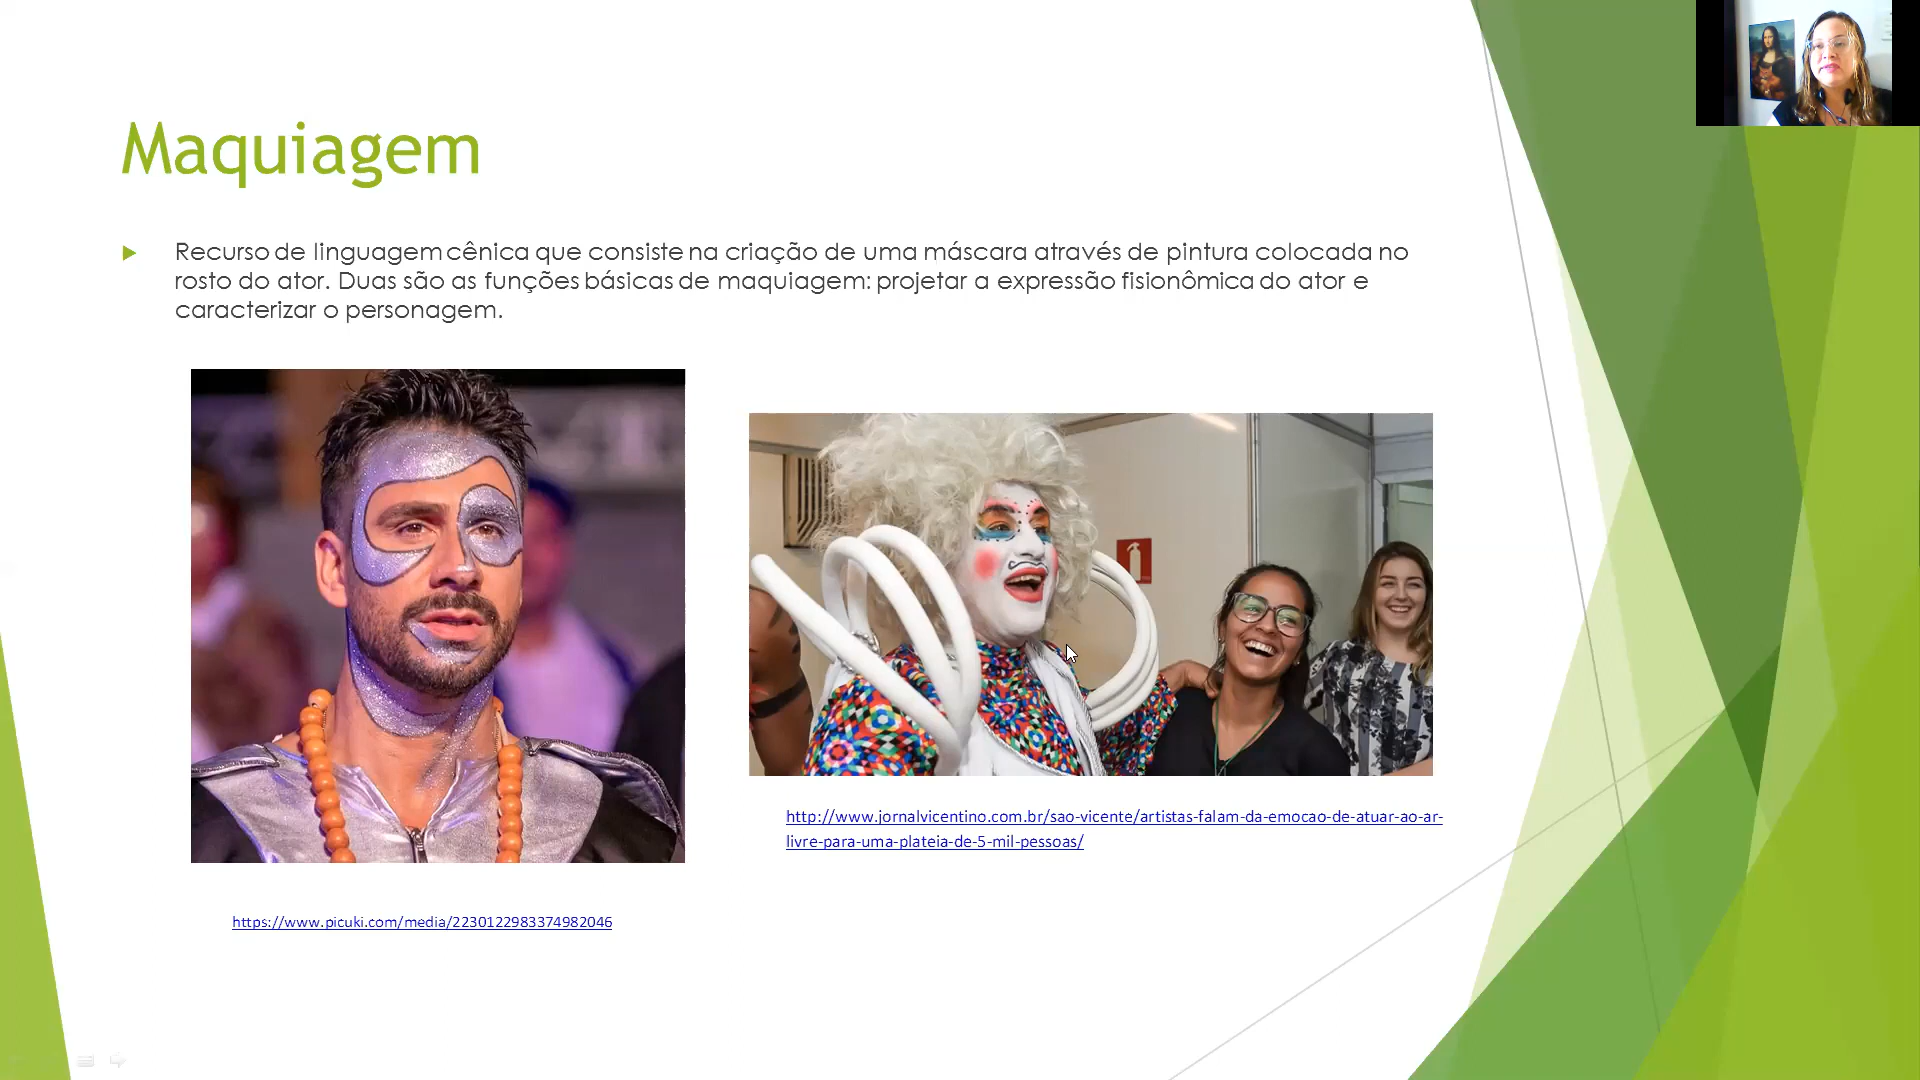 Maquiagem
Recurso de linguagem cênica que consiste na criação de uma máscara através de pintura colocada no
rosto do ator. Duas são as funções básicas de maquiagem: projetar a expressão fisionômica do ator e
caracterizar o personagem.
http://www.jornalvicentino.com.br/sao-vicente/artistas-falam-da-emocao-de-atuar-ao-ar-
livre-para-uma-plateia-de-5-mil-pessoas/
https://www.picuki.com/media/2230122983374982046